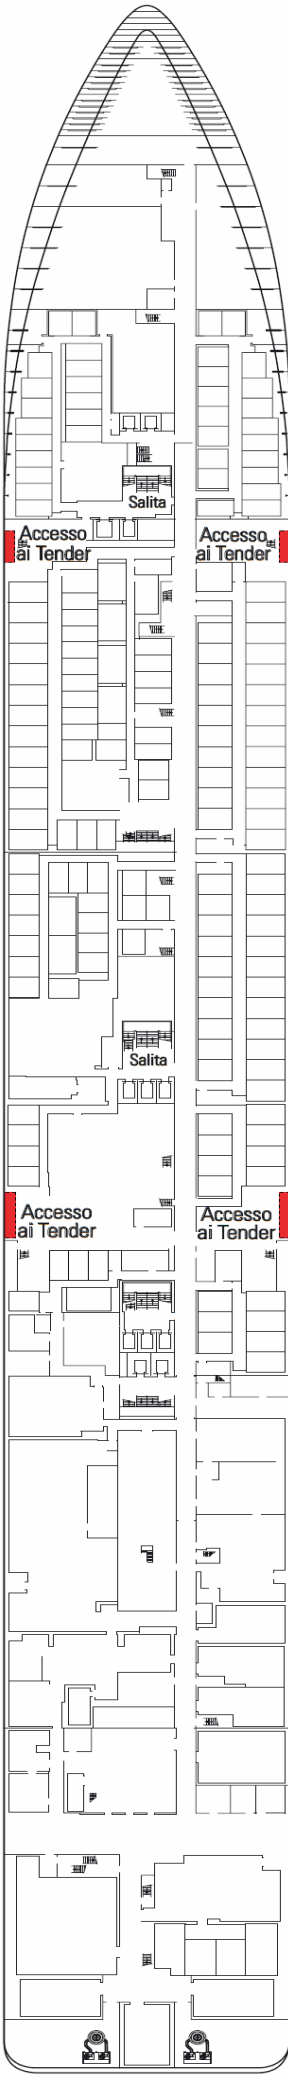 Salita
Accesso
ai Tender
Accesso
ai Tender
Salita
Accesso
ai Tender
Accesso
ai Tender